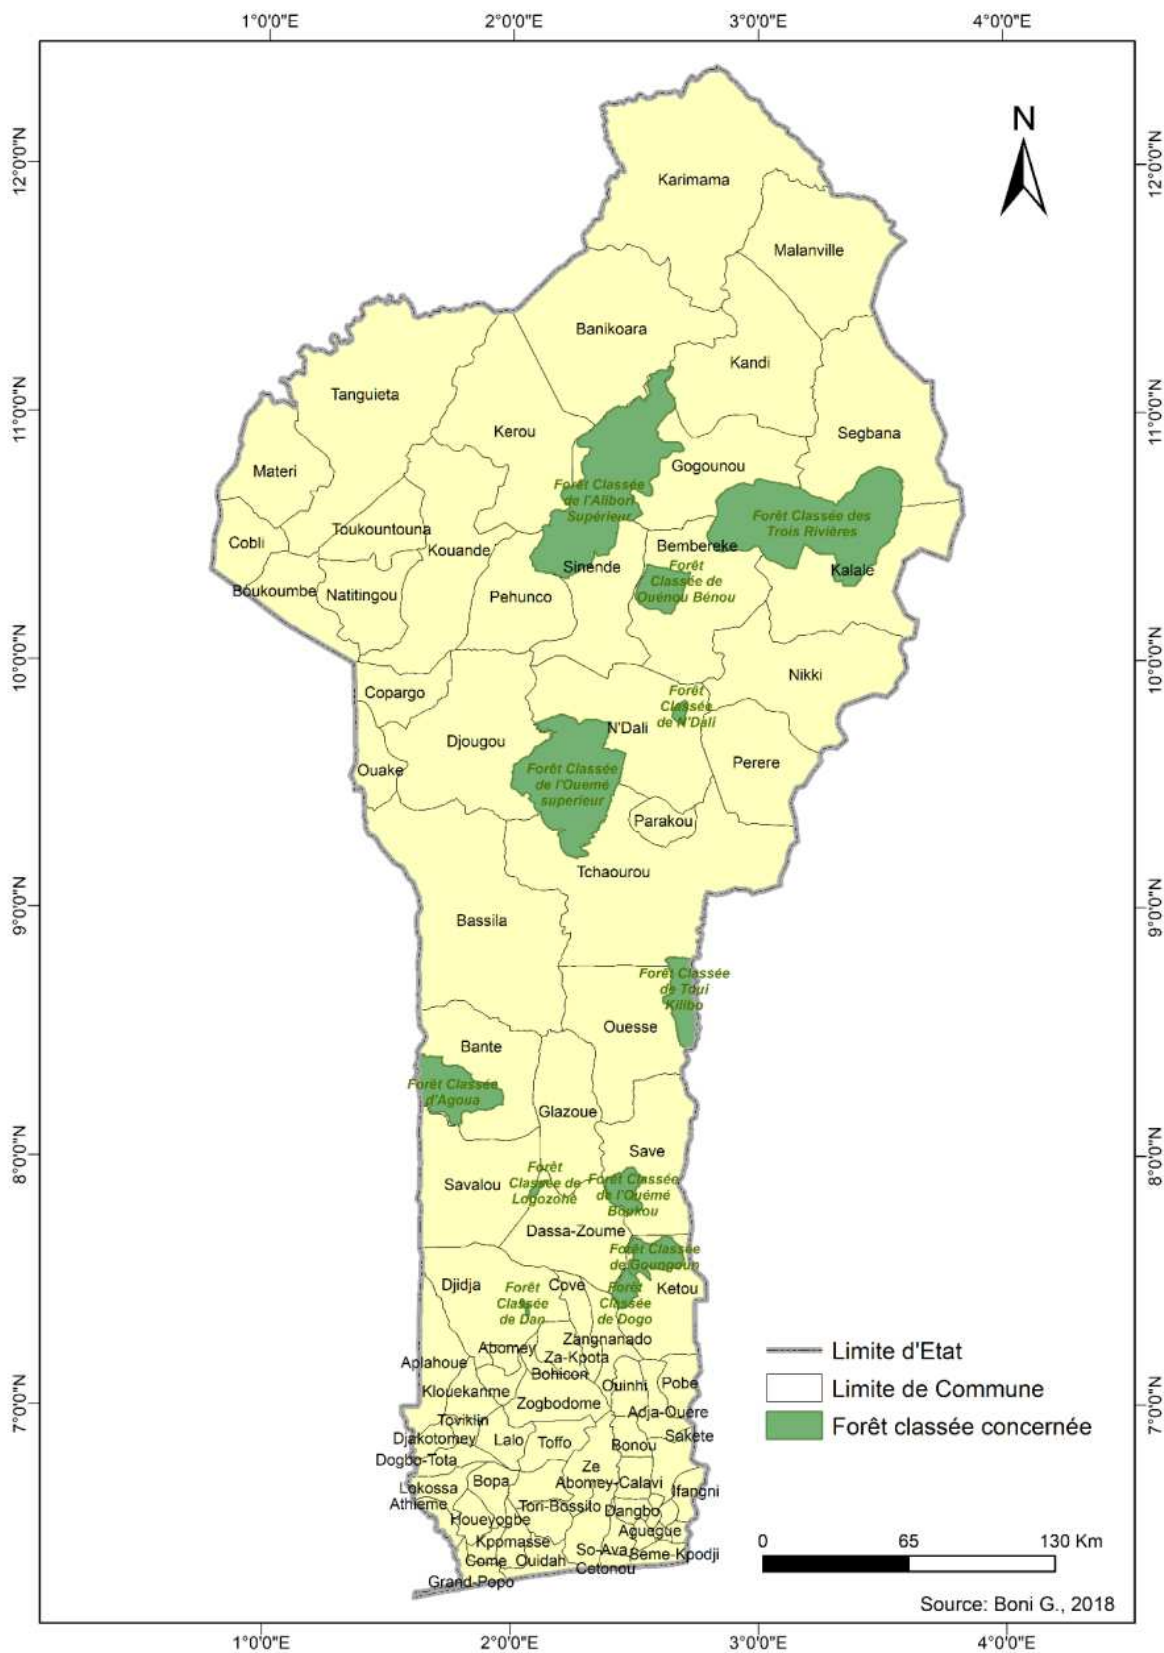 1°0'0"E
2°0'0"E
3°0'0"E
4°0'0"E
12°0'0"N
12°0'0"N
N
Karimama
Malanville
Banikoara
Kandi
11°0'0"N
11°0'0"N
Tanguieta
Kerou
Segbana
Materi
Gogounou
Forêt Classée
de l'Alibori
Supérieur
Forêt Classée des
Trois Rivières
Cobli
Toukountouna
Kouande
Bembereke
Sinende
Kalale
Forêt
Classée de
Ouénou Bénou
Boukoumbe
Natitingou
Pehunco
10°0'0"N
10°0'0"N
Nikki
Copargo
Forêt
Classée
de N'Dali
N'Dali
Djougou
Perere
Ouake
Forêt Classée
de l'Ouemé
superieur
Parakou
Tchaourou
9°0'0"N
9°0'0"N
Bassila
Forêt Classée
de Toui
Kilibo
Ouesse
Bante
Forêt Classée
d'Agoua
Glazoue
8°0'0"N
8°0'0"N
Save
Savalou
Forêt
Classée de
Logozohè
Forêt Classée
de l'Ouémé
Boukou
Dassa-Zoume
Forêt Classée
de Goungoun
Djidja
Cove
Ketou
Forêt
Classée
de Dan
Forêt
Classée
de Dogo
Zangnanado
Abomey
Za-Kpota
Aplahoue
Bohicon
Klouekanme
Ouinhi
Pobe
7°0'0"N
7°0'0"N
Zogbodome
Adja-Ouere
Toviklin
Djakotomey
Lalo
Toffo
Bonou
Sakete
Dogbo-Tota
Ze
Lokossa
Bopa
Abomey-Calavi
Ifangni
Athieme
Tori-Bossito
Dangbo
Houeyogbe
Aguegue
Kpomasse
So-Ava
Seme-Kpodji
Come
Ouidah
Cotonou
Grand-Popo
Limite d'Etat
Limite de Commune
Forêt classée concernée
0
65
130 Km
Source: Boni G., 2018
1°0'0"E
2°0'0"E
3°0'0"E
4°0'0"E